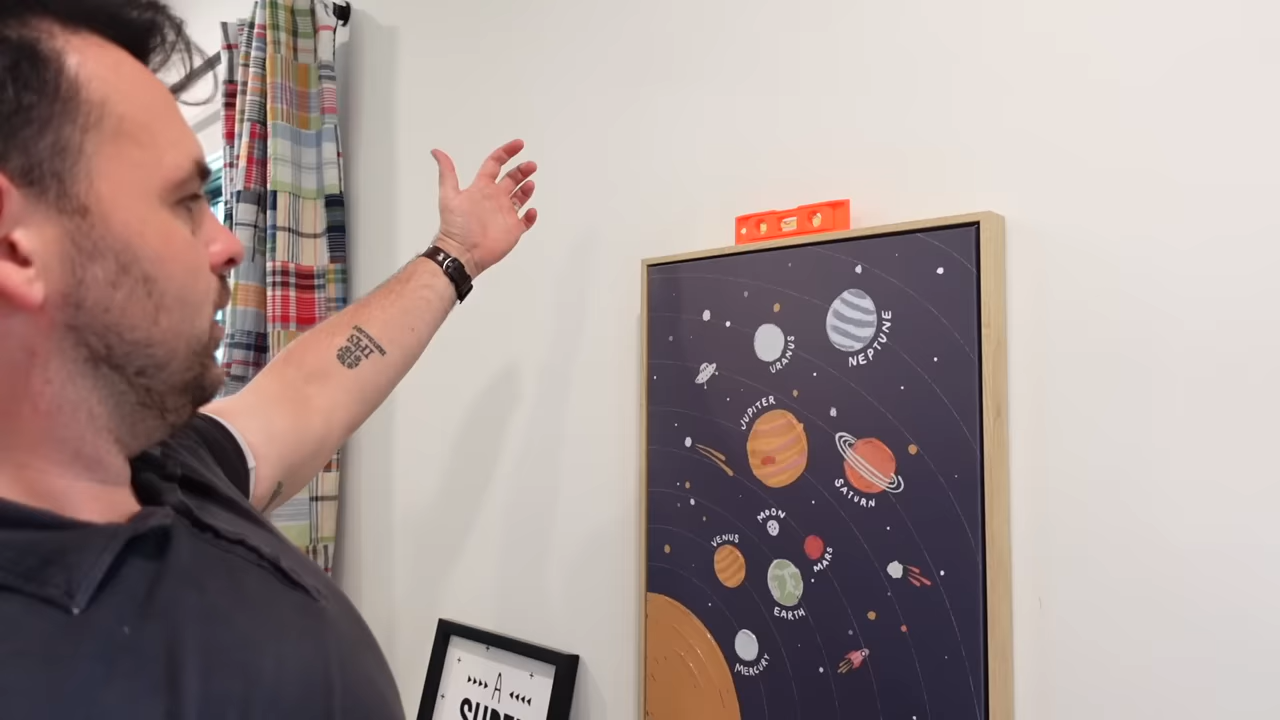 NEPTUNE
URANUS
JUPITER
SATURN
MOON
VENUS
MARS
EARTH
MERCURY
A